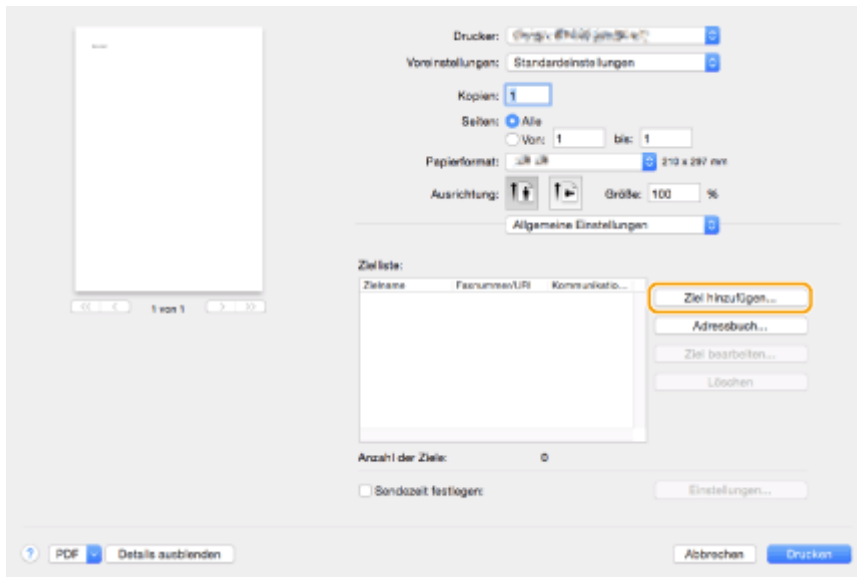 Drucker:
Voreinstellungen: Standardeinstellungen
Kopien: 1
Seiten: Alle
Von: 1 bis: 1
Papierformat: 210 x 297 mm
Ausrichtung: Größe: 100 %
Allgemeine Einstellungen
Zielliste:
Zielname Faxnummer/URI Kommunikatio...
Ziel hinzufügen...
Adressbuch...
Ziel bearbeiten...
Löschen
1 von 1
Anzahl der Ziele: 0
Sendezeit festlegen: Einstellungen...
? PDF Details ausblenden Abbrechen Drucken